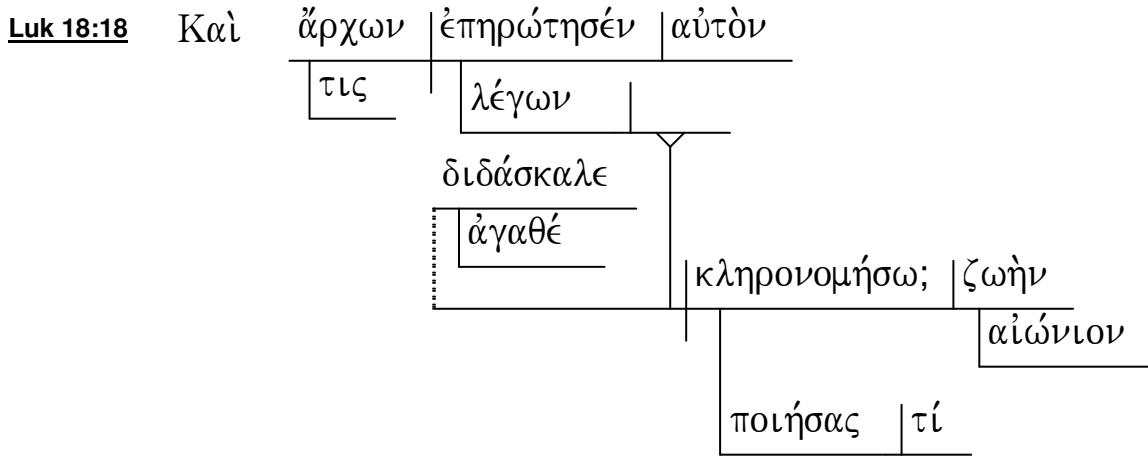 Luk 18:18 Καὶ ἄρχων ἐπηρώτησέν αὐτὸν
τις λέγων
διδάσκαλε
ἀγαθέ
κληρονομήσω; ζωὴν
αἰώνιον
ποιήσας τί